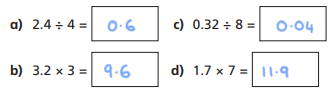 a) 2.4 ÷ 4 = 0.6 c) 0.32 ÷ 8 = 0.04
b) 3.2 × 3 = 9.6 d) 1.7 × 7 = 11.9